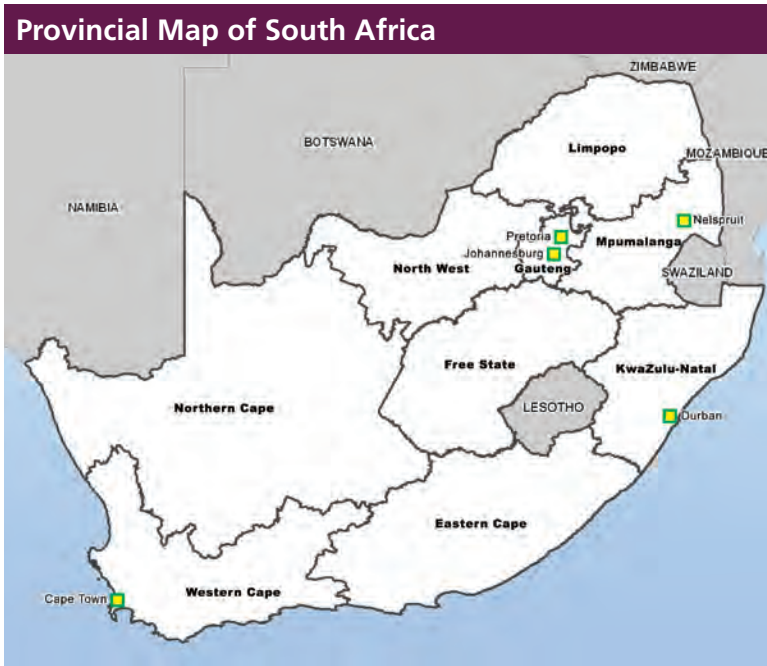 Provincial Map of South Africa
ZIMBABWE
BOTSWANA
Limpopo
MOZAMBIQUE
NAMIBIA
Nelspruit
Pretoria
Mpumalanga
Johannesburg
North West
Gauteng
SWAZILAND
Free State
KwaZulu-Natal
Northern Cape
LESOTHO
Durban
Eastern Cape
Western Cape
Cape Town